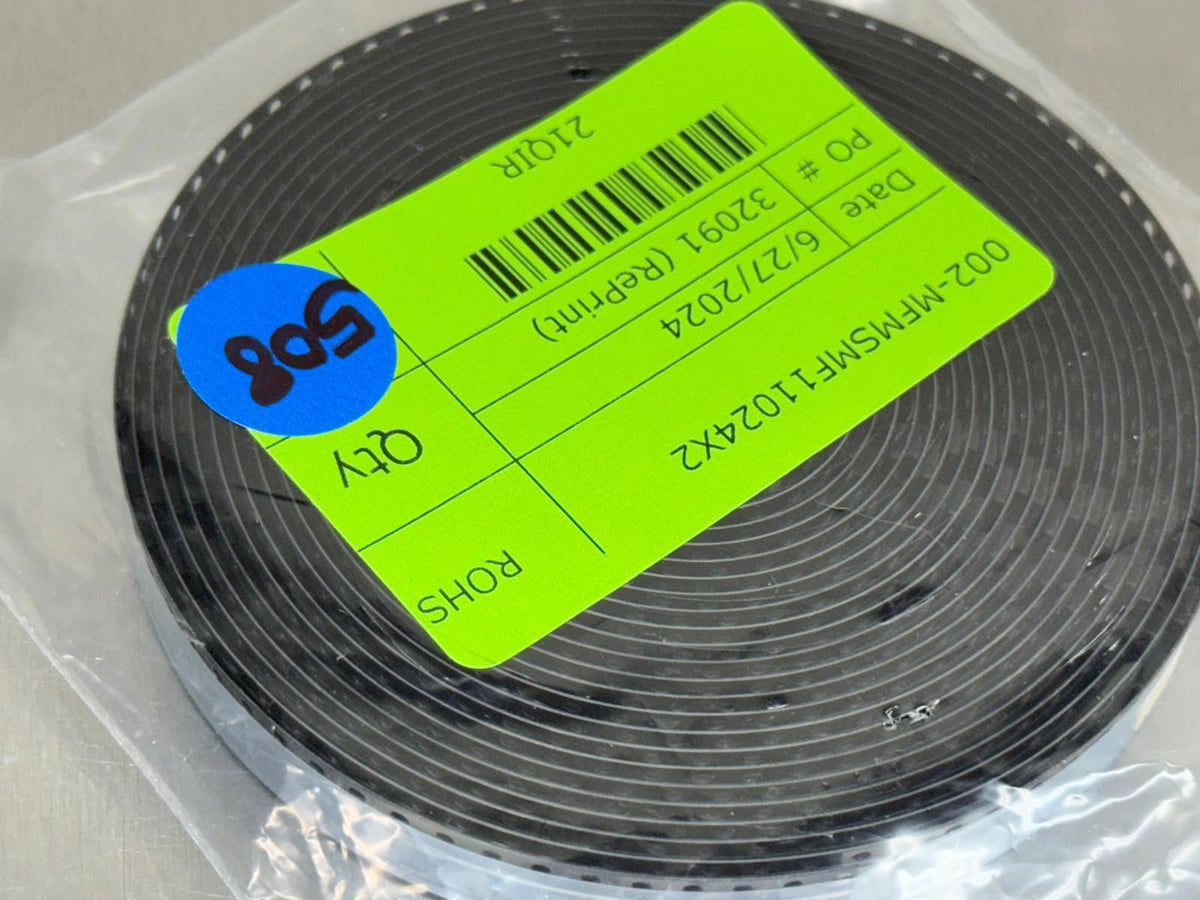 002-MFMSMF11024X2
Date 6/27/2024
PO # 32091 (RePrint)
21QIR
ROHS
Qty
508